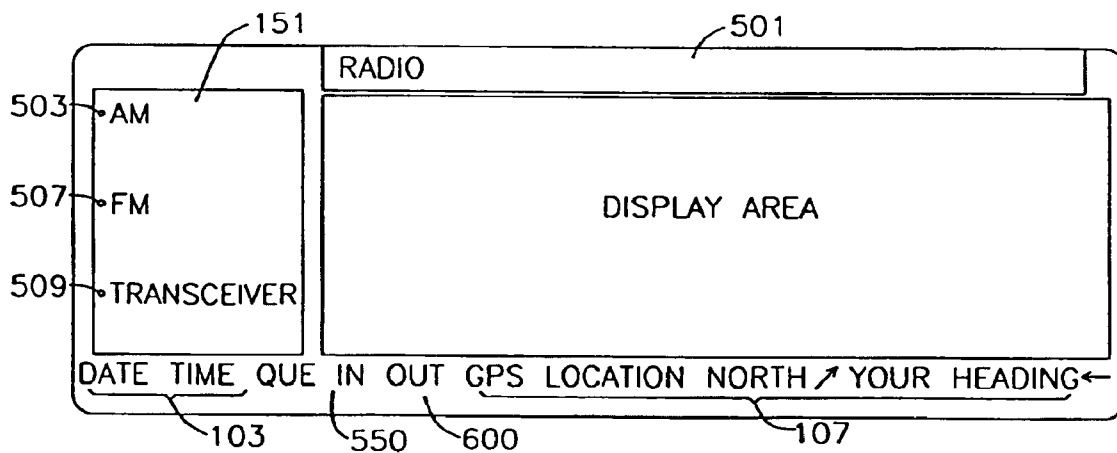 151
501
RADIO
503
AM
507
FM
DISPLAY AREA
509
TRANSCEIVER
DATE TIME QUE IN OUT GPS LOCATION NORTH ↗ YOUR HEADING ←
103
550
600
107